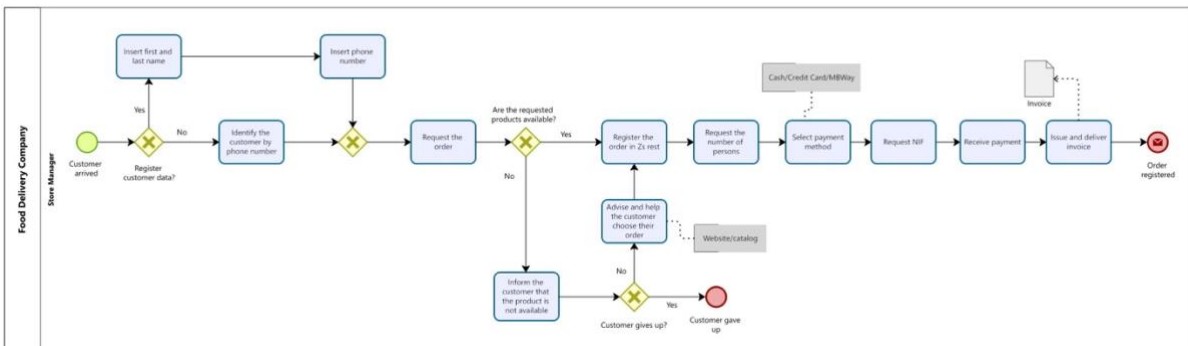 Food Delivery Company
Store Manager
Customer
arrived
Yes
No
Register
customer data?
Insert first and
last name
Insert phone
number
Identify the
customer by
phone number
Request the
order
Are the requested
products available?
Yes
No
Inform the
customer that
the product is
not available
Customer gives up?
No
Yes
Customer gave
up
Advise and help
the customer
choose their
order
Website/catalog
Register the
order in Zs rest
Request the
number of
persons
Cash/Credit Card/MBWay
Select payment
method
Request NIF
Receive payment
Invoice
Issue and deliver
invoice
Order
registered